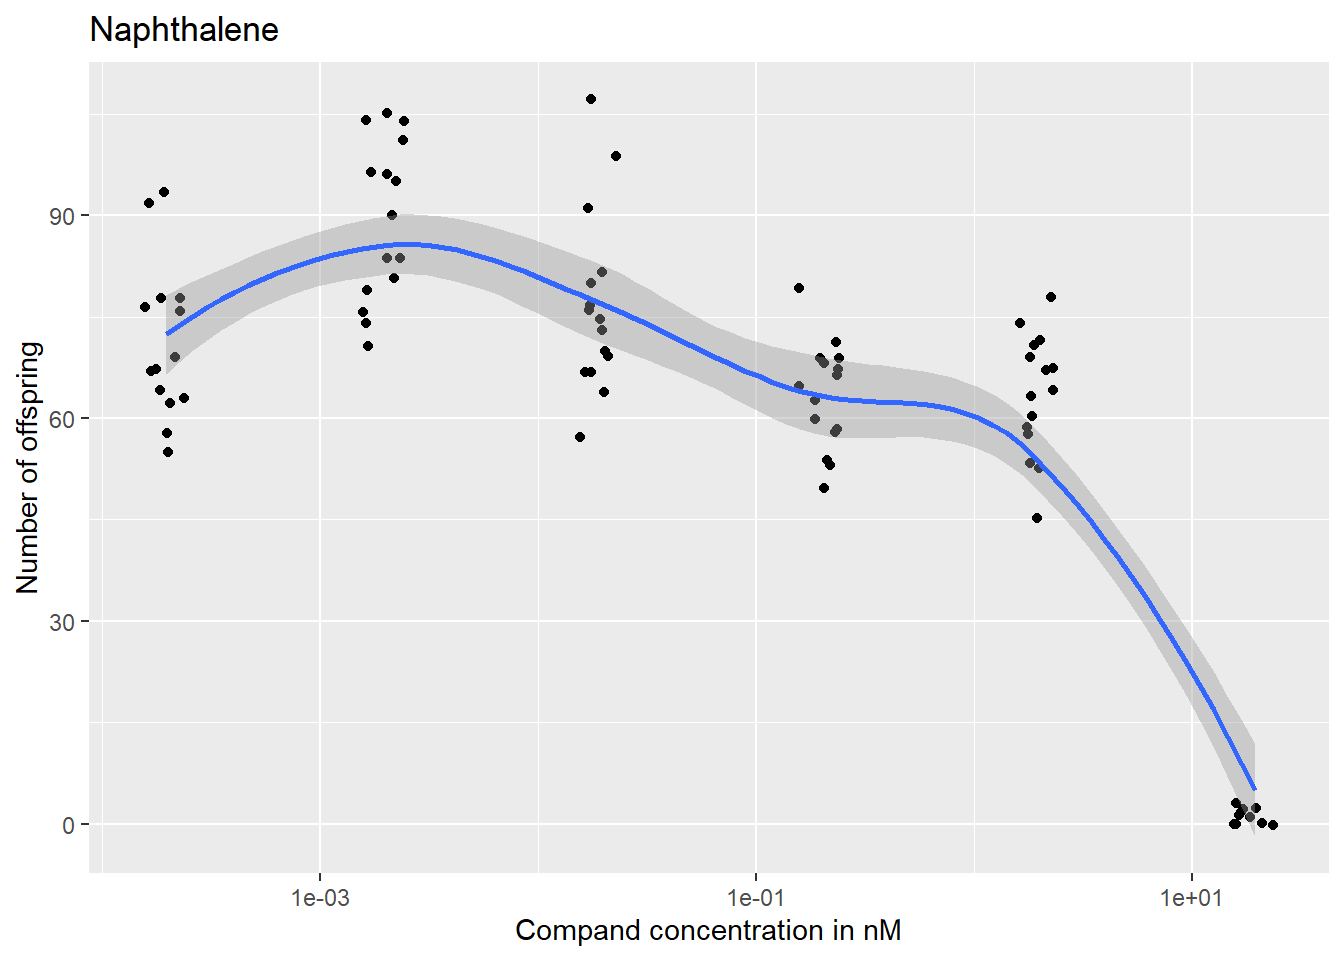 Naphthalene
Number of offspring
90
60
30
0
1e-03
1e-01
1e+01
Compand concentration in nM